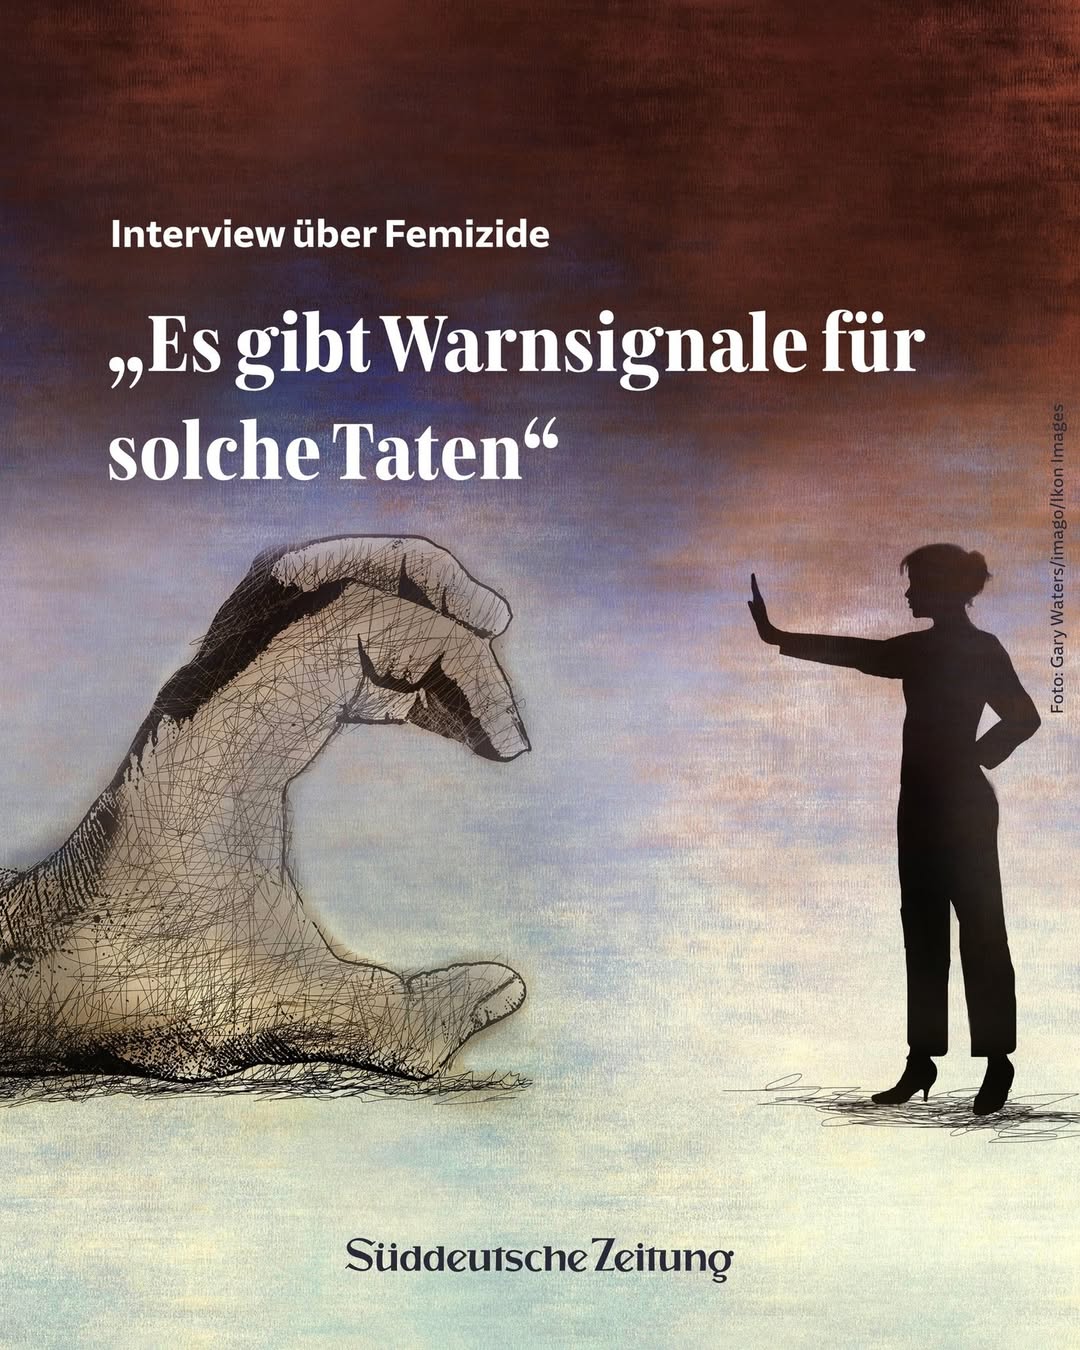 Interview über Femizide
„Es gibt Warnsignale für
solche Taten“
Foto: Gary Waters/imago/Ikon Images
Süddeutsche Zeitung